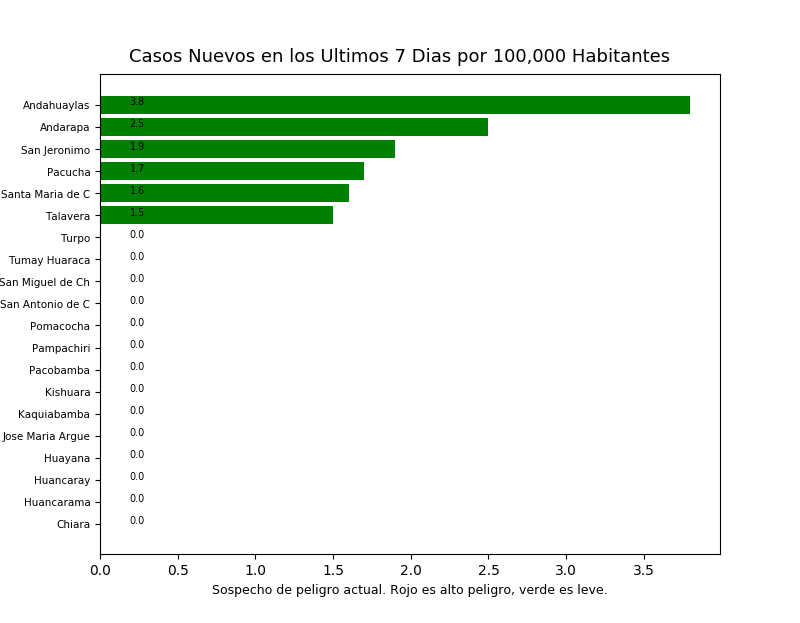 Casos Nuevos en los Ultimos 7 Dias por 100,000 Habitantes
Andahuaylas 3.8
Andarapa 2.5
San Jeronimo 1.9
Pacucha 1.7
Santa Maria de C 1.6
Talavera 1.5
Turpo 0.0
Tumay Huaraca 0.0
San Miguel de Ch 0.0
San Antonio de C 0.0
Pomacocha 0.0
Pampachiri 0.0
Pacobamba 0.0
Kishuara 0.0
Kaquiabamba 0.0
Jose Maria Argue 0.0
Huayana 0.0
Huancaray 0.0
Huancarama 0.0
Chiara 0.0
0.0 0.5 1.0 1.5 2.0 2.5 3.0 3.5
Sospecho de peligro actual. Rojo es alto peligro, verde es leve.